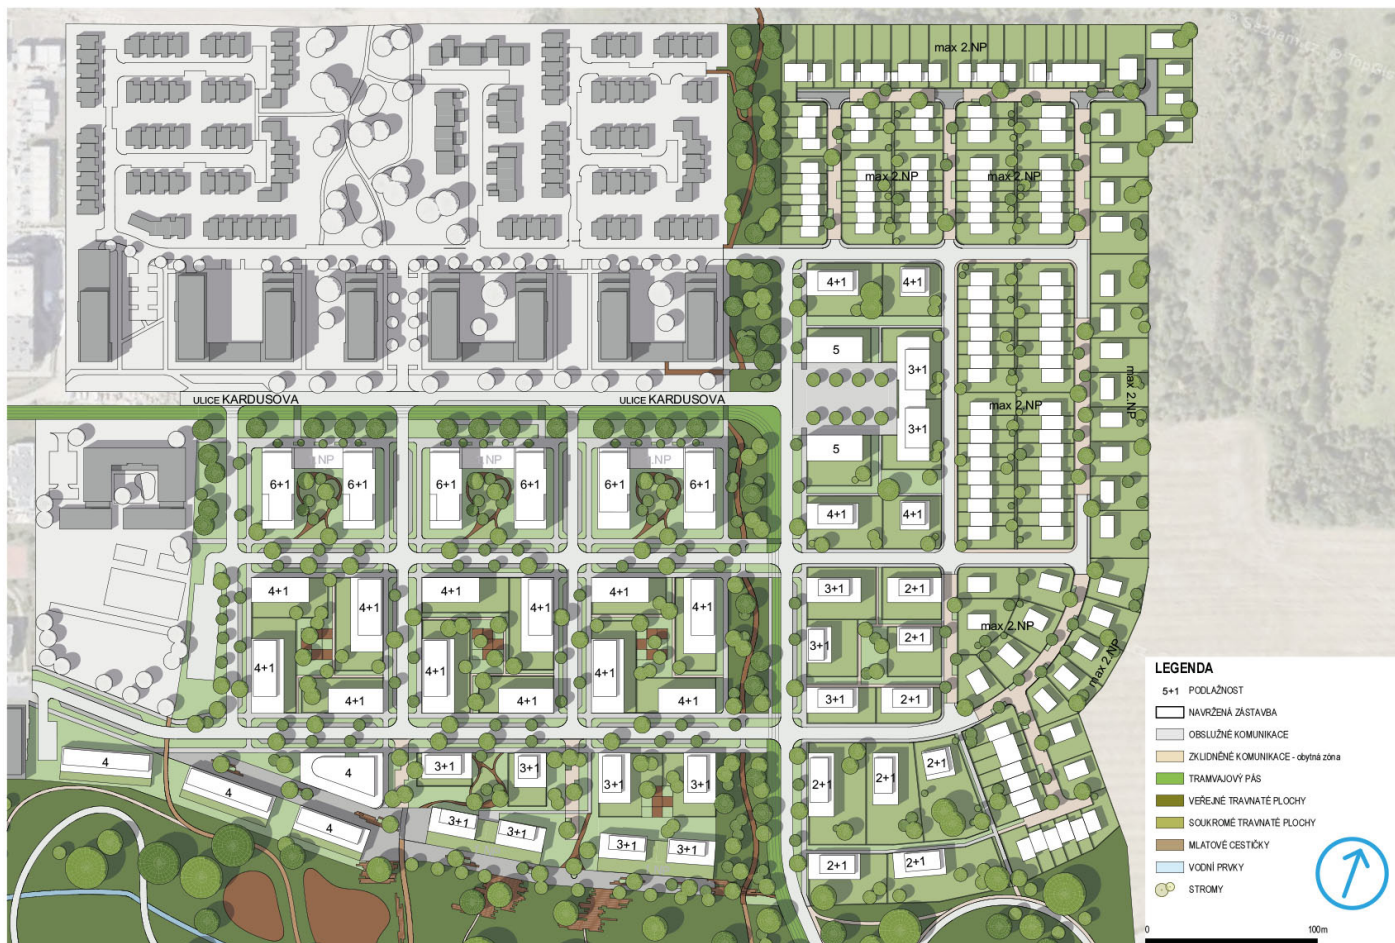 max 2.NP
max 2.NP
max 2.NP
4+1
4+1
5
3+1
max 2.NP
ULICE KARDUSOVA
ULICE KARDUSOVA
max 2.NP
3+1
5
NP
NP
.NP
6+1
6+1
6+1
6+1
6+1
6+1
4+1
4+1
4+1
4+1
4+1
4+1
4+1
4+1
3+1
2+1
max 2.NP
2+1
3+1
4+1
4+1
4+1
max 2.NP
4+1
4+1
4+1
3+1
2+1
4
4
3+1
3+1
3+1
3+1
2+1
2+1
2+1
4
4
3+1
3+1
3+1
3+1
2+1
2+1
LEGENDA
5+1 PODLAŽNOST
NAVRŽENÁ ZÁSTAVBA
OBSLUŽNÉ KOMUNIKACE
ZKLIDNĚNÉ KOMUNIKACE - obytná zóna
TRAMVAJOVÝ PÁS
VEŘEJNÉ TRAVNATÉ PLOCHY
SOUKROMÉ TRAVNATÉ PLOCHY
MLATOVÉ CESTIČKY
VODNÍ PRVKY
STROMY
0 100m